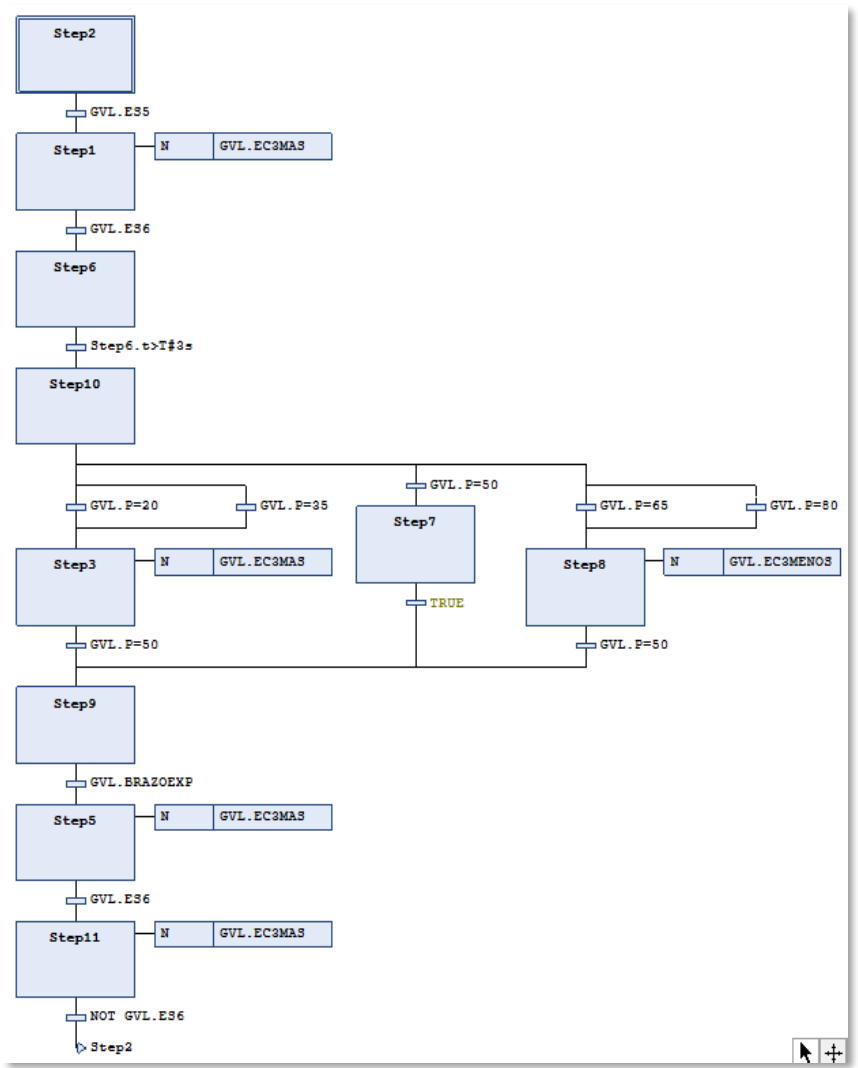 Step2
GVL.ES5
Step1 N GVL.EC3MAS
GVL.ES6
Step6
Step6.t>T#3s
Step10
GVL.P=50
GVL.P=20 GVL.P=35 GVL.P=65 GVL.P=80
Step7
Step3 N GVL.EC3MAS Step8 N GVL.EC3MENOS
TRUE
GVL.P=50 GVL.P=50
Step9
GVL.BRAZOEXP
Step5 N GVL.EC3MAS
GVL.ES6
Step11 N GVL.EC3MAS
NOT GVL.ES6
Step2